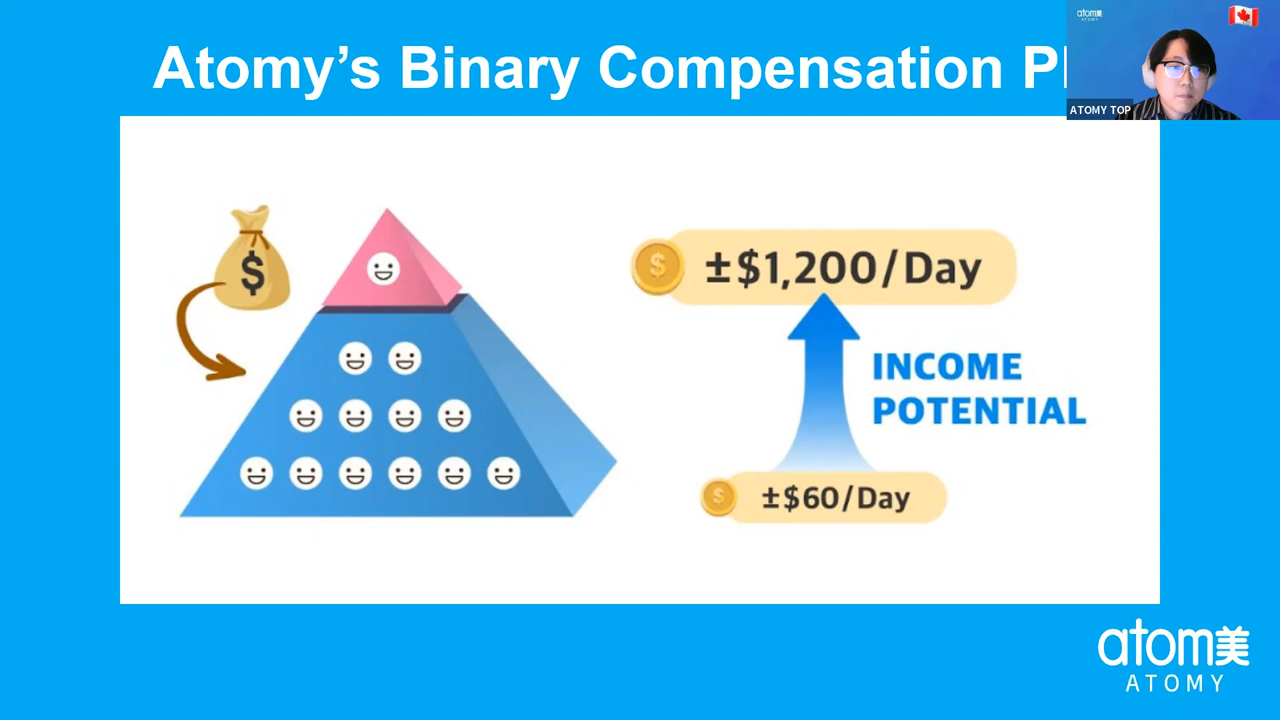 Atomy's Binary Compensation Pl
atom美
ATOMY
ATOMY TOP
$
$ ±$1,200/Day
INCOME
POTENTIAL
$ ±$60/Day
atom美
ATOMY